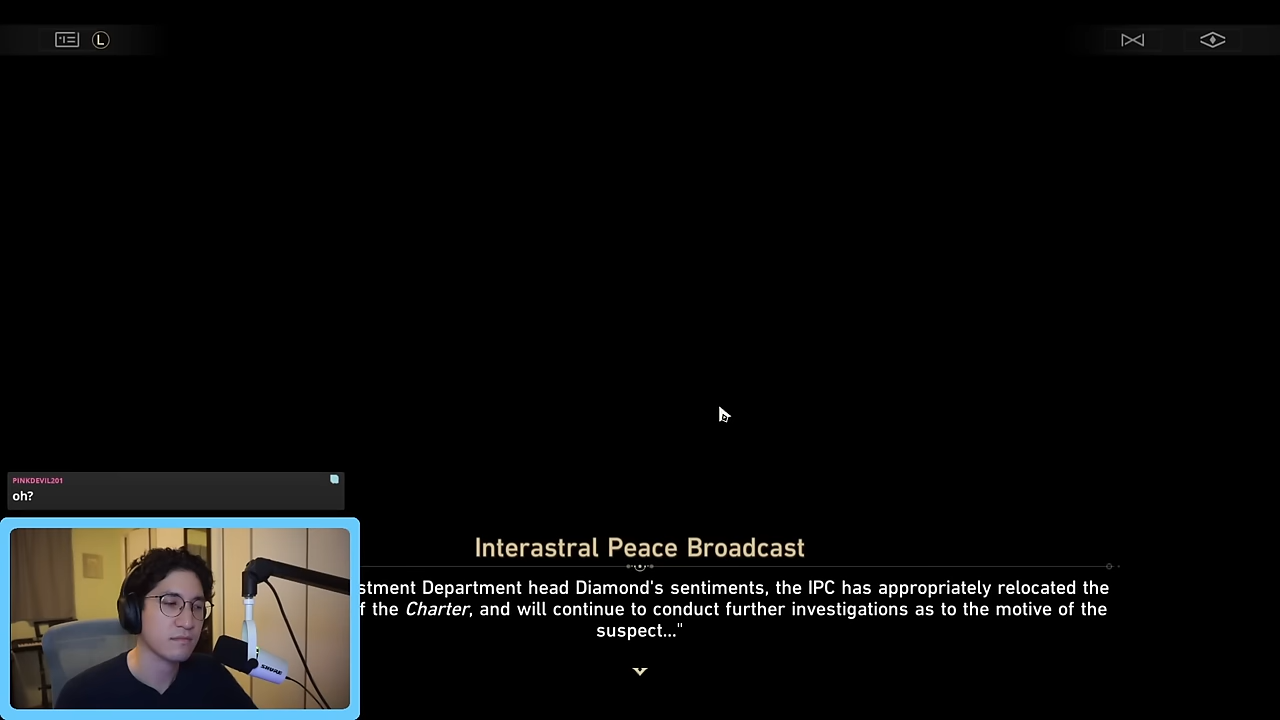 L
PINKDEVIL201
oh?
Interastral Peace Broadcast
stment Department head Diamond's sentiments, the IPC has appropriately relocated the
f the Charter, and will continue to conduct further investigations as to the motive of the
suspect..."
SHURE